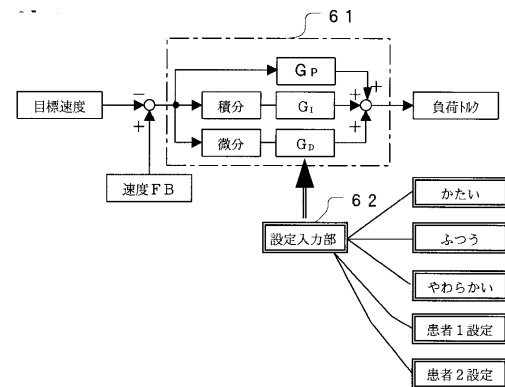 61
GP
目標速度
積分
GI
負荷トルク
微分
GD
速度FB
62
設定入力部
かたい
ふつう
やわらかい
患者1設定
患者2設定